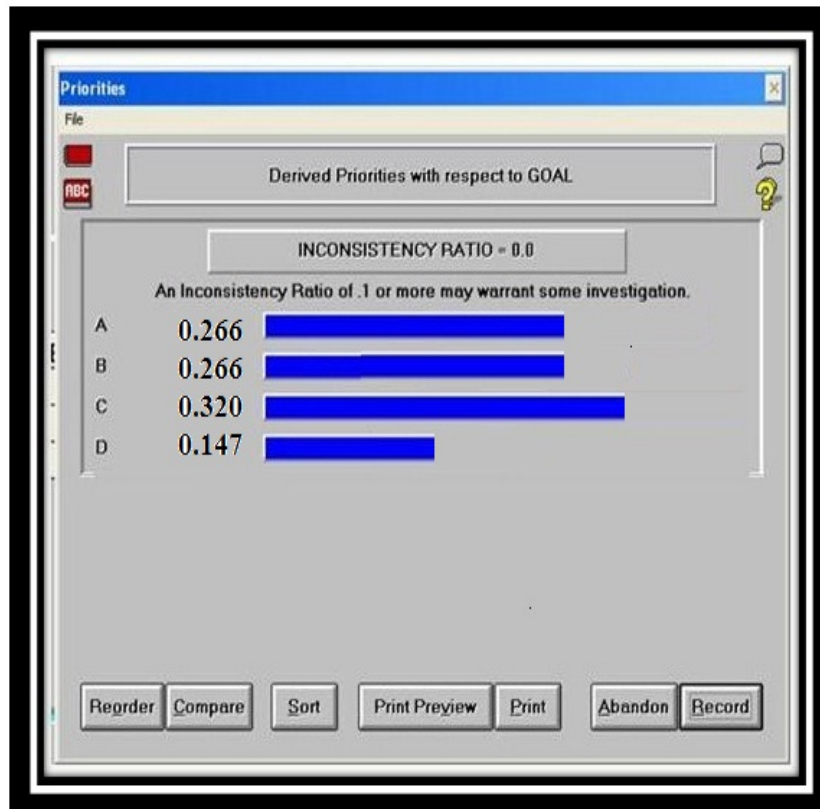 Priorities
File
ABC
Derived Priorities with respect to GOAL
INCONSISTENCY RATIO = 0.0
An Inconsistency Ratio of .1 or more may warrant some investigation.
A 0.266
B 0.266
C 0.320
D 0.147
Reorder Compare Sort Print Preview Print Abandon Record